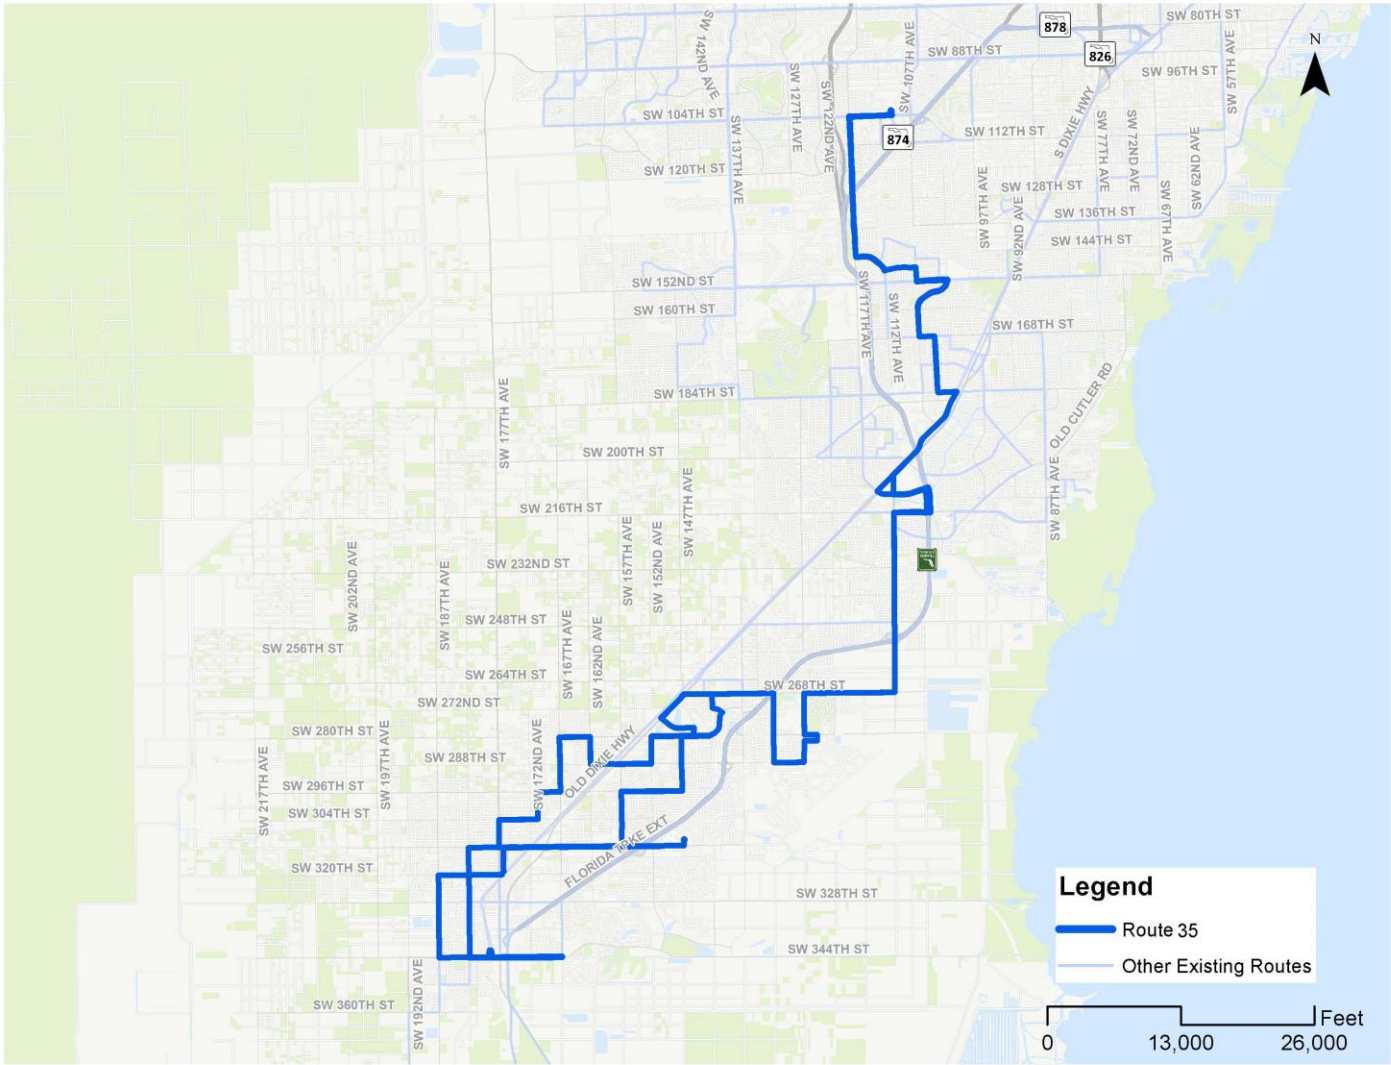 SW 80TH ST
878
826
N
SW 142ND AVE
SW 107TH AVE
SW 88TH ST
SW 57TH AVE
SW 96TH ST
SW 127TH AVE
SW 122ND AVE
S DIXIE HWY
SW 104TH ST
SW 137TH AVE
874
SW 112TH ST
SW 77TH AVE
SW 72ND AVE
SW 62ND AVE
SW 120TH ST
SW 97TH AVE
SW 128TH ST
SW 67TH AVE
SW 92ND AVE
SW 136TH ST
SW 144TH ST
SW 152ND ST
SW 117TH AVE
SW 112TH AVE
SW 160TH ST
SW 168TH ST
SW 177TH AVE
SW 184TH ST
OLD CUTLER RD
SW 200TH ST
SW 147TH AVE
SW 87TH AVE
SW 216TH ST
SW 157TH AVE
SW 152ND AVE
SW 202ND AVE
SW 187TH AVE
SW 232ND ST
SW 248TH ST
SW 167TH AVE
SW 162ND AVE
SW 256TH ST
SW 264TH ST
SW 268TH ST
SW 272ND ST
SW 280TH ST
SW 197TH AVE
SW 172ND AVE
OLD DIXIE HWY
SW 217TH AVE
SW 288TH ST
SW 296TH ST
SW 304TH ST
FLORIDA TPKE EXT
SW 320TH ST
SW 328TH ST
SW 344TH ST
SW 192ND AVE
SW 360TH ST
Legend
Route 35
Other Existing Routes
Feet
0 13,000 26,000